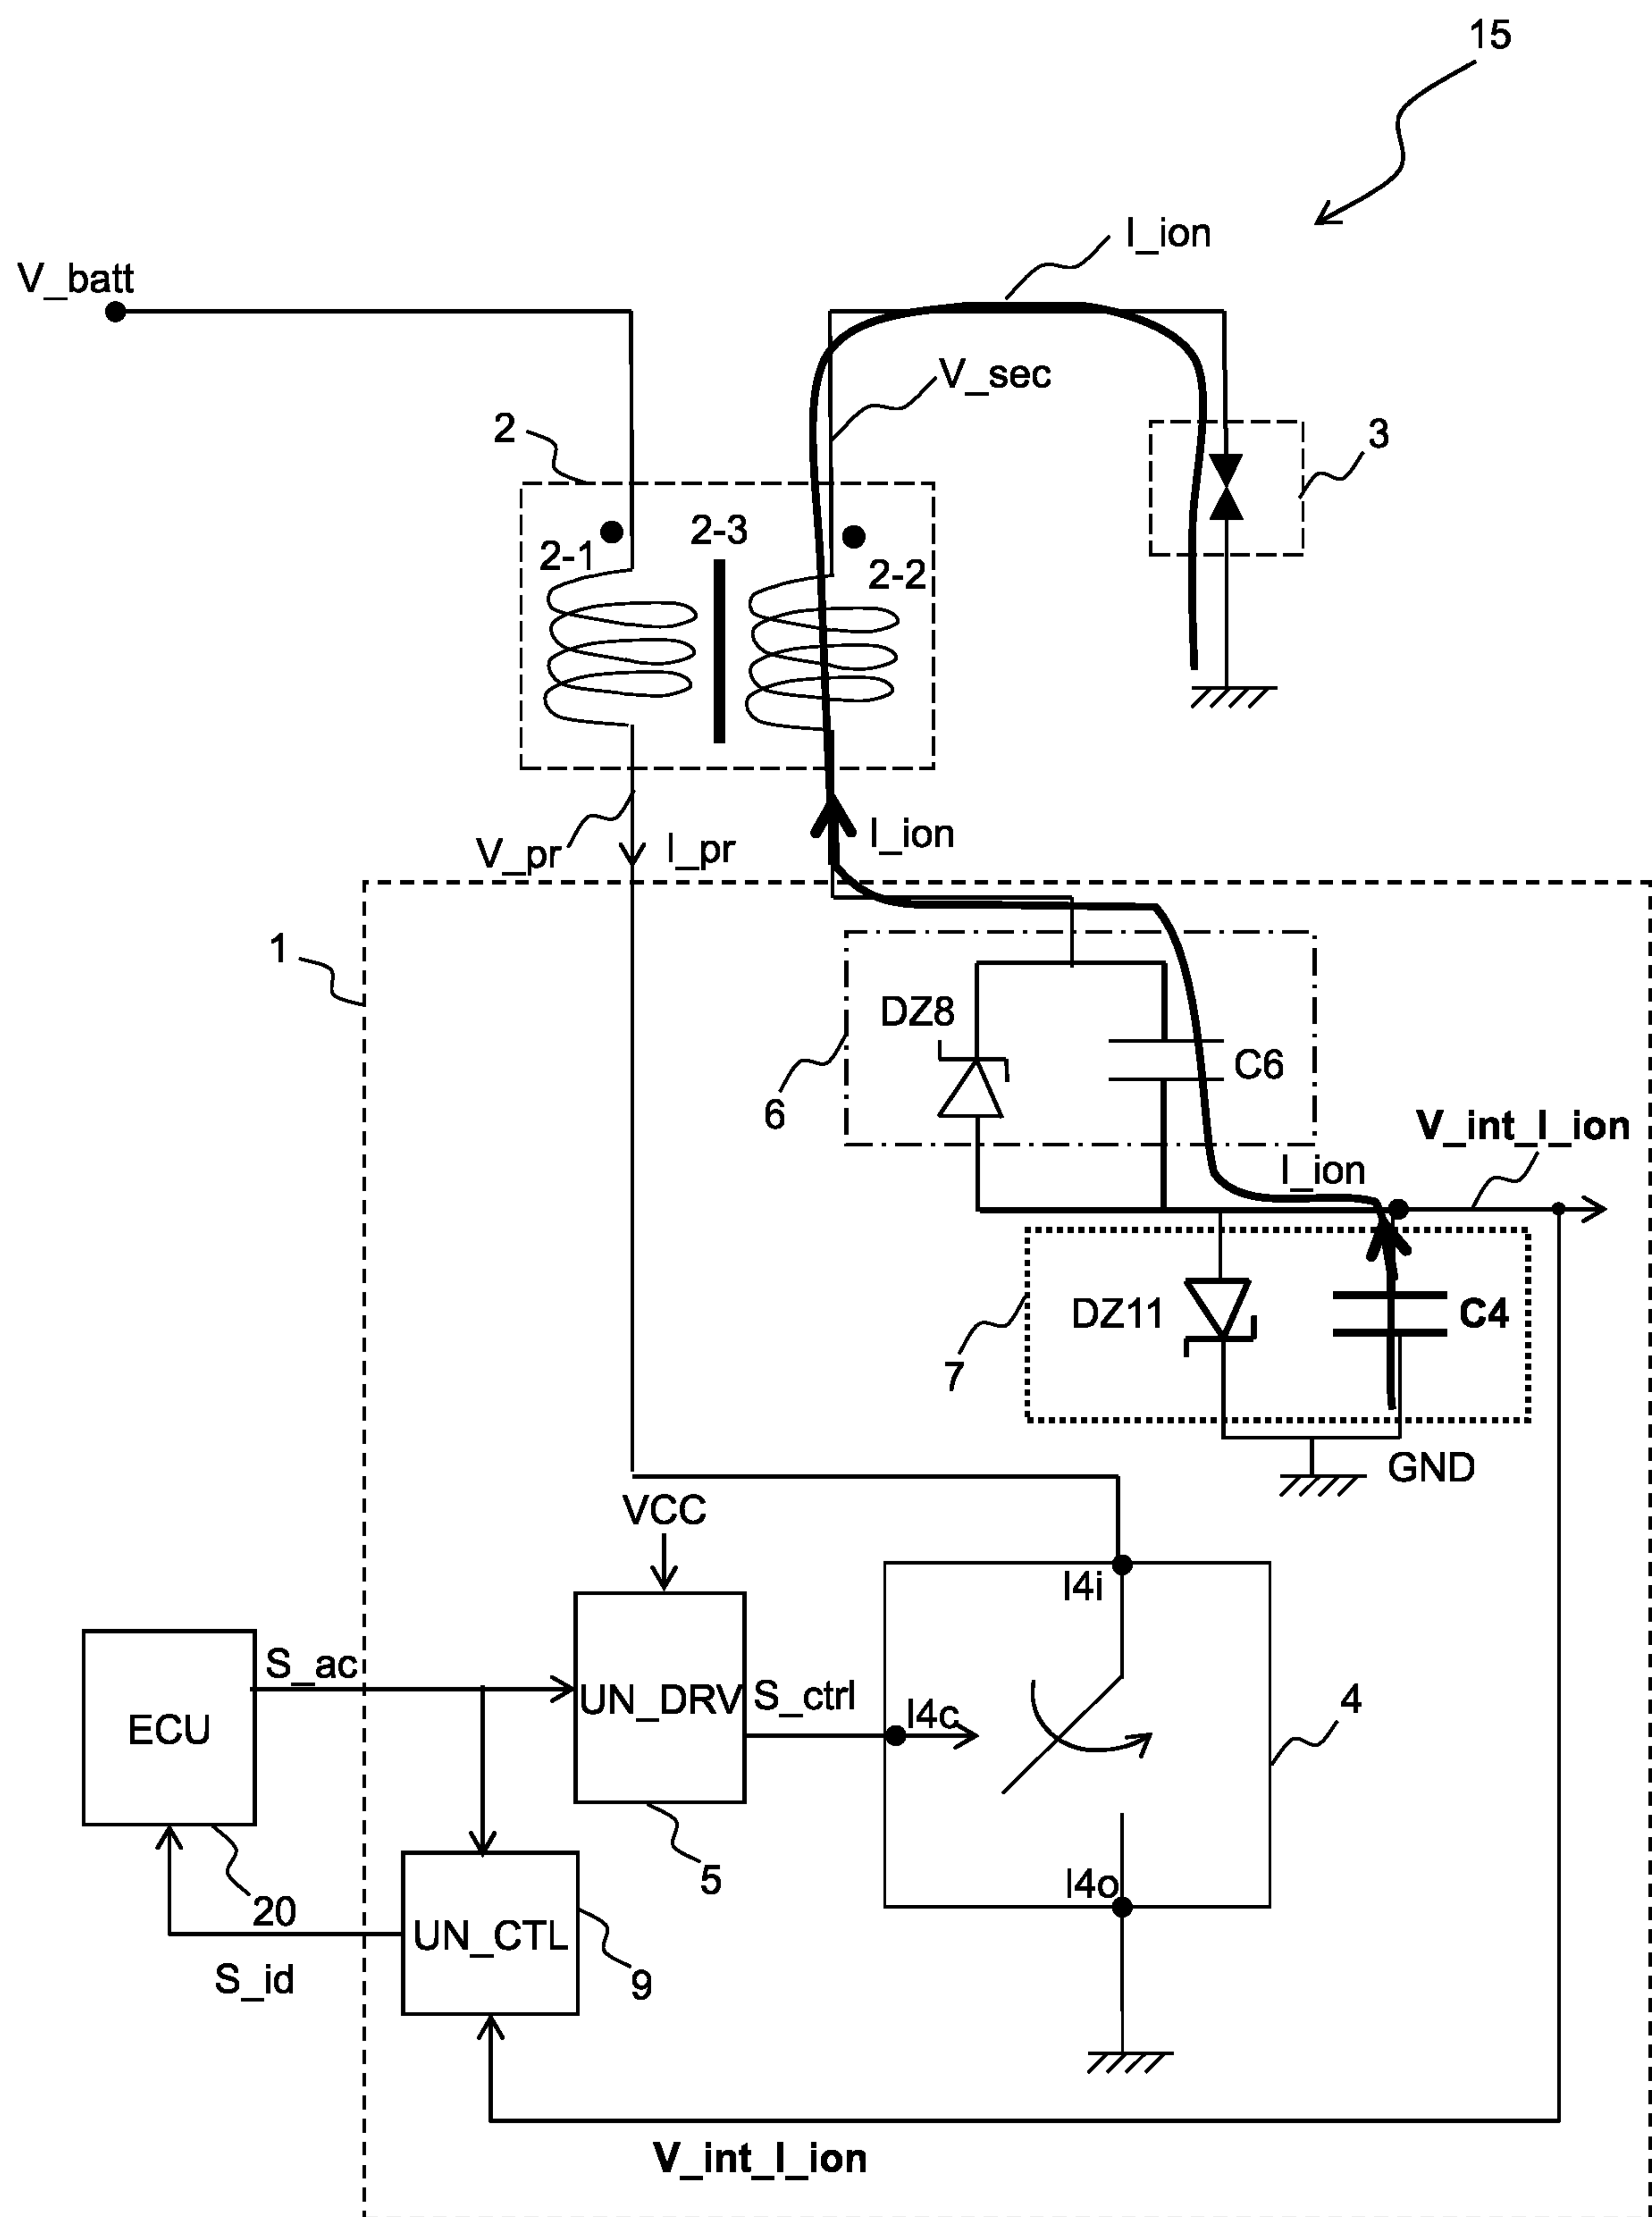 15
I_ion
V_batt
V_sec
2
3
2-1
2-3
2-2
V_pr
I_pr
I_ion
1
DZ8
C6
6
V_int_I_ion
I_ion
DZ11
C4
7
GND
VCC
I4i
S_ac
ECU
UN_DRV
S_ctrl
I4c
4
5
I4o
20
UN_CTL
S_id
9
V_int_I_ion